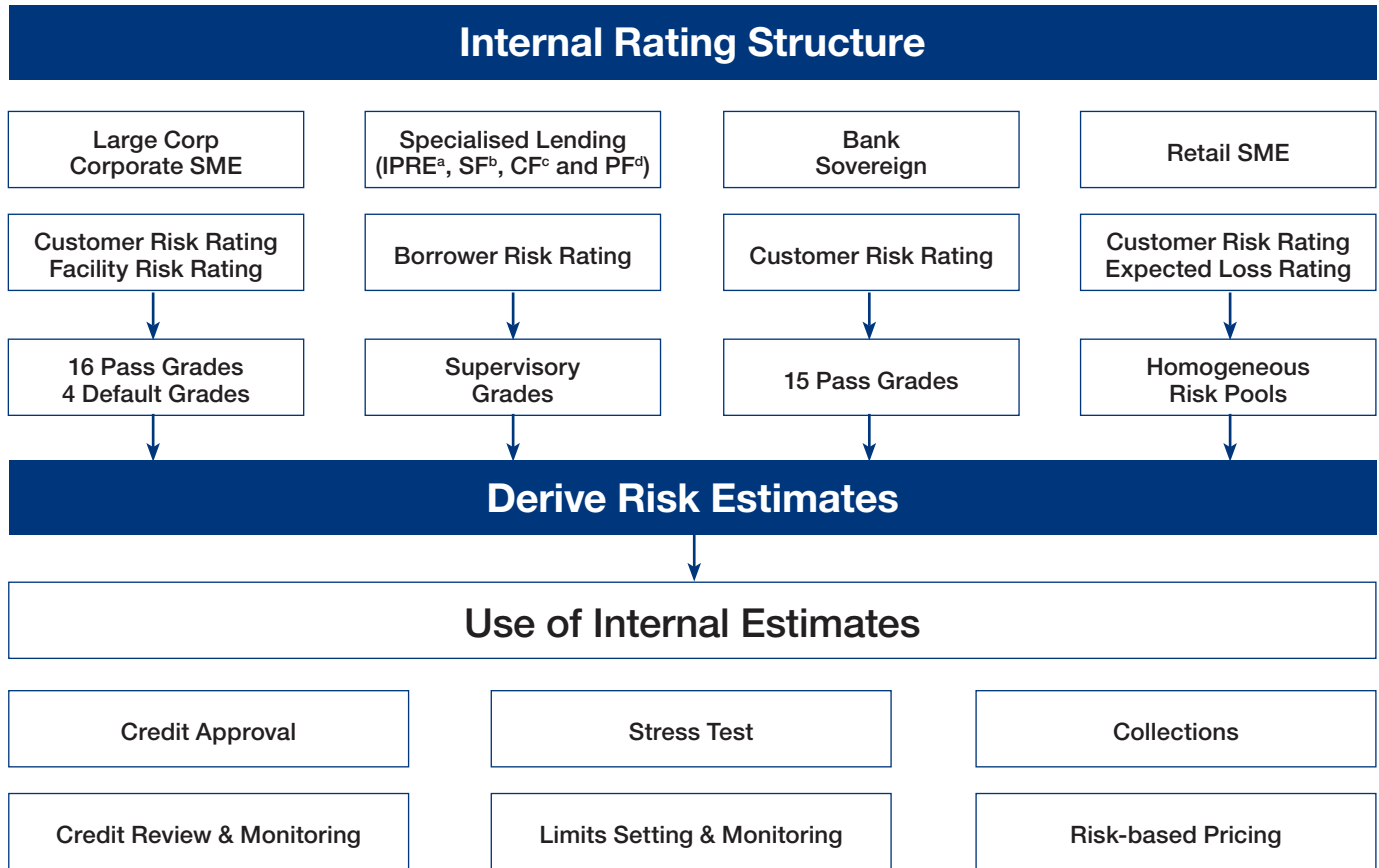 Internal Rating Structure
Large Corp
Corporate SME
Specialised Lending
(IPREᵃ, SFᵇ, CFᶜ and PFᵈ)
Bank
Sovereign
Retail SME
Customer Risk Rating
Facility Risk Rating
Borrower Risk Rating
Customer Risk Rating
Customer Risk Rating
Expected Loss Rating
16 Pass Grades
4 Default Grades
Supervisory
Grades
15 Pass Grades
Homogeneous
Risk Pools
Derive Risk Estimates
Use of Internal Estimates
Credit Approval
Stress Test
Collections
Credit Review & Monitoring
Limits Setting & Monitoring
Risk-based Pricing